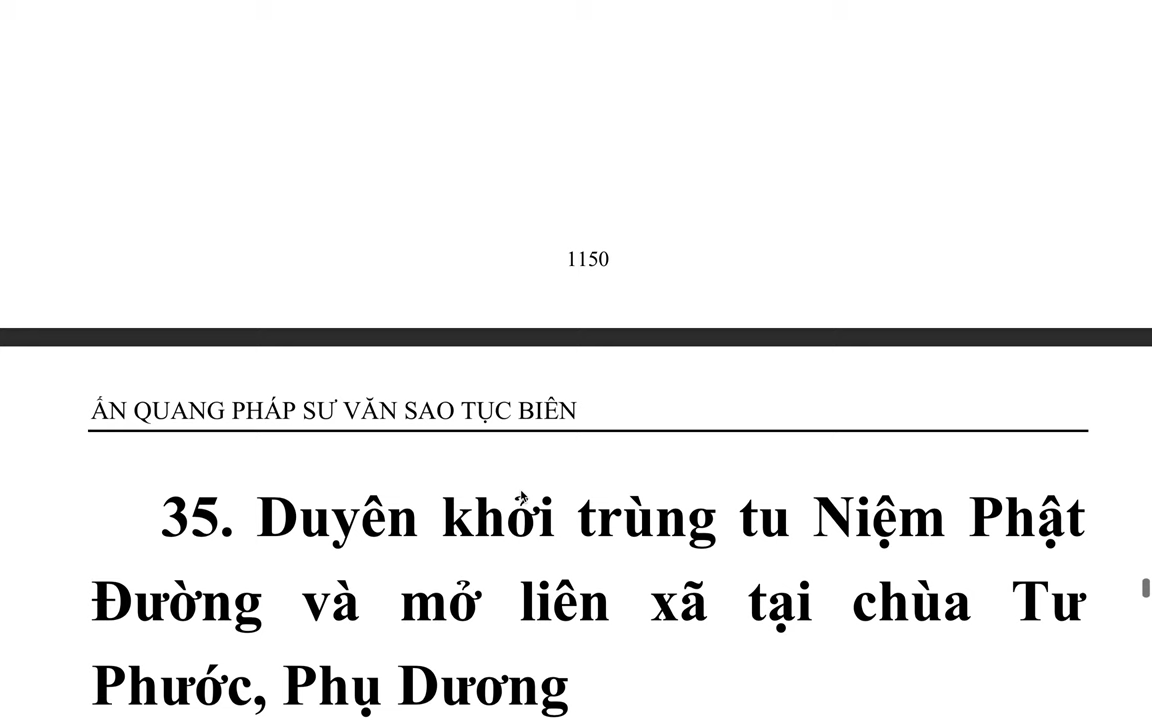 1150
ẤN QUANG PHÁP SƯ VĂN SAO TỤC BIÊN
35. Duyên khởi trùng tu Niệm Phật
Đường và mở liên xã tại chùa Tư
Phước, Phụ Dương